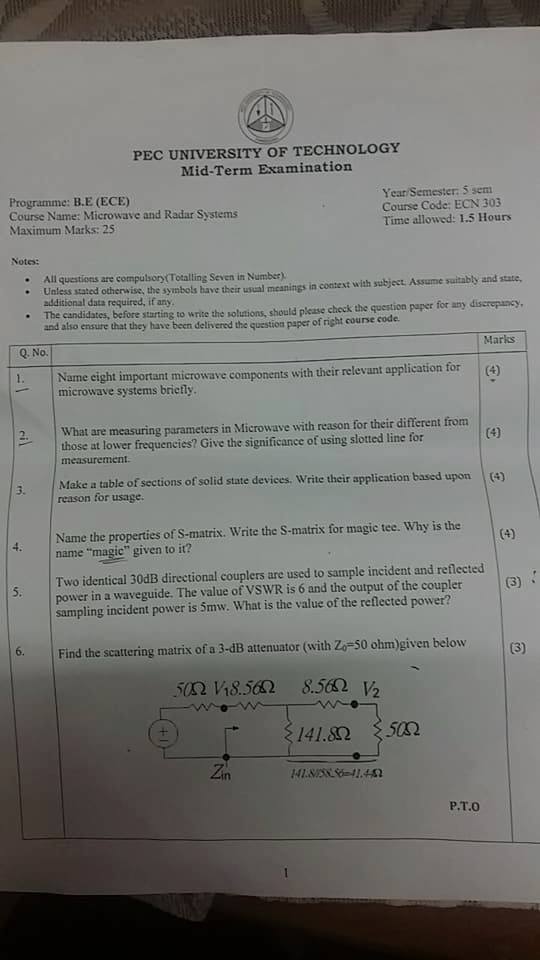 PEC UNIVERSITY OF TECHNOLOGY
Mid-Term Examination
Programme: B.E (ECE)
Course Name: Microwave and Radar Systems
Maximum Marks: 25
Year/Semester: 5 sem
Course Code: ECN 303
Time allowed: 1.5 Hours
Notes:
• All questions are compulsory(Totalling Seven in Number).
• Unless stated otherwise, the symbols have their usual meanings in context with subject. Assume suitably and state,
additional data required, if any.
• The candidates, before starting to write the solutions, should please check the question paper for any discrepancy,
and also ensure that they have been delivered the question paper of right course code.
Q. No. Marks
1. Name eight important microwave components with their relevant application for (4)
microwave systems briefly.
2. What are measuring parameters in Microwave with reason for their different from (4)
those at lower frequencies? Give the significance of using slotted line for
measurement.
3. Make a table of sections of solid state devices. Write their application based upon (4)
reason for usage.
4. Name the properties of S-matrix. Write the S-matrix for magic tee. Why is the (4)
name “magic” given to it?
5. Two identical 30dB directional couplers are used to sample incident and reflected (3)
power in a waveguide. The value of VSWR is 6 and the output of the coupler
sampling incident power is 5mw. What is the value of the reflected power?
6. Find the scattering matrix of a 3-dB attenuator (with Z0=50 ohm)given below (3)
50Ω V1 8.56Ω 8.56Ω V2
141.8Ω 50Ω
Zin 141.8//58.56=41.44Ω
P.T.O
1